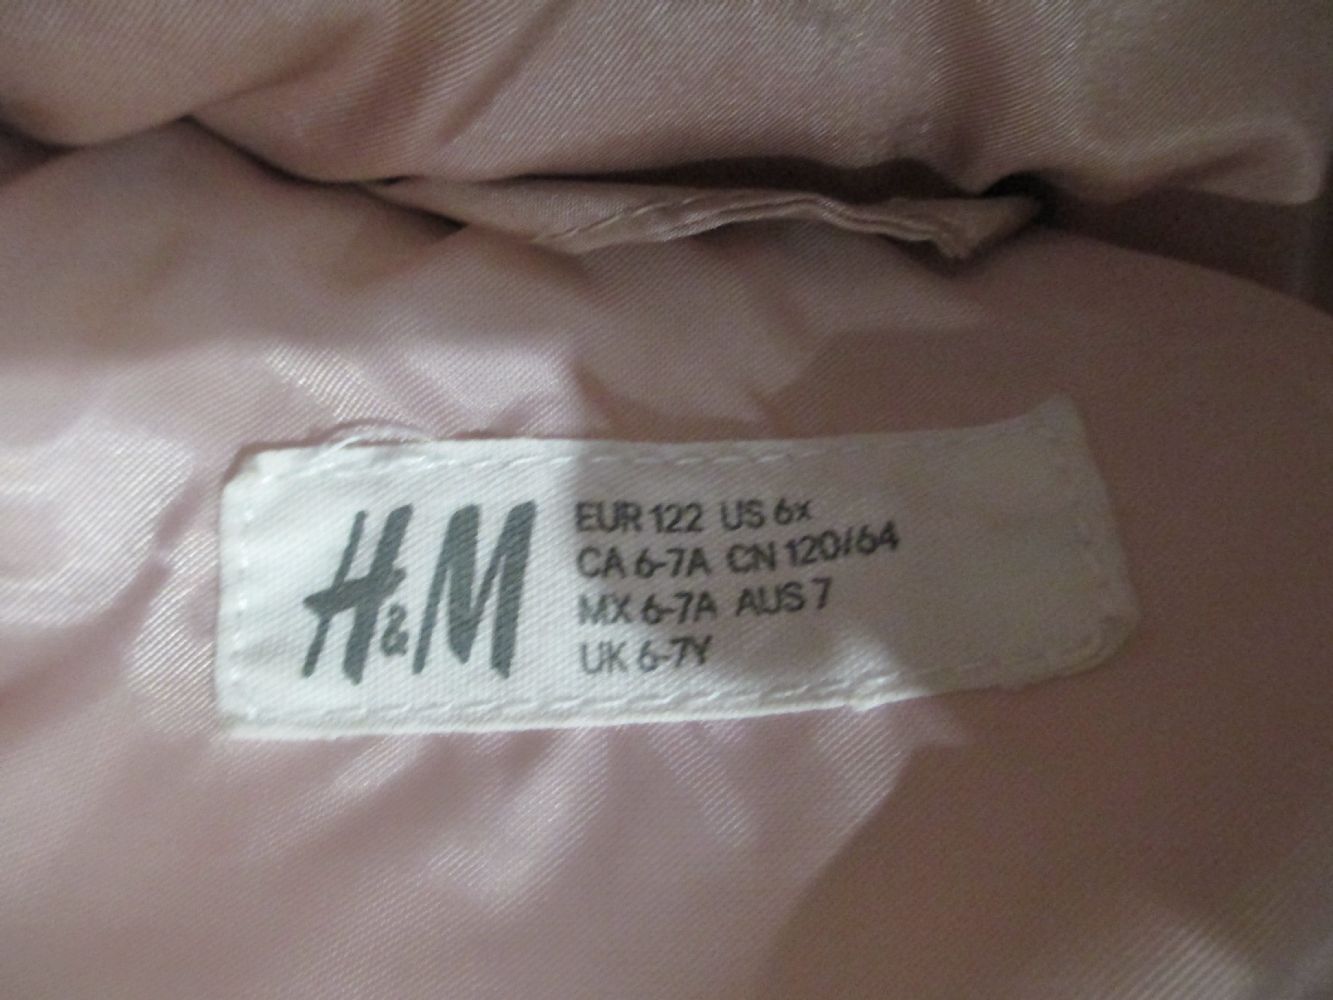 H&M
EUR 122 US 6x
CA 6-7A CN 120/64
MX 6-7A AUS 7
UK 6-7Y